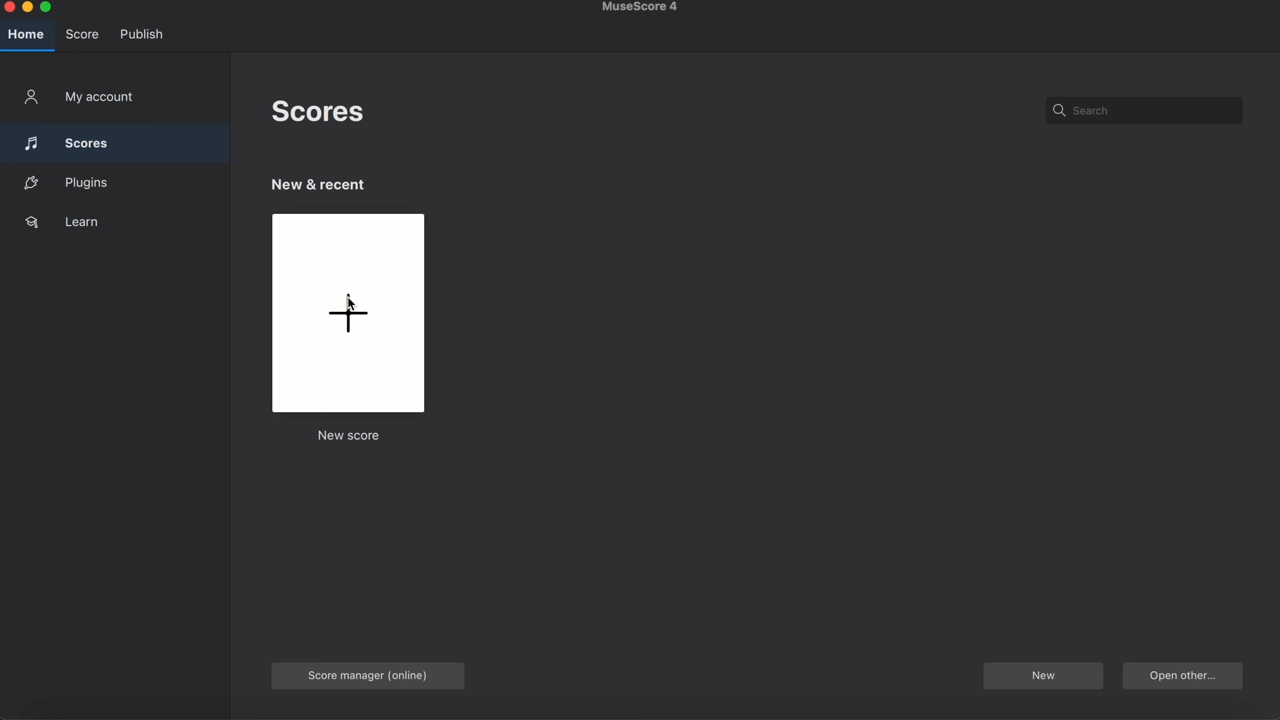 MuseScore 4
Home Score Publish
My account
Scores
Plugins
Learn
Scores
Search
New & recent
New score
Score manager (online)
New
Open other...